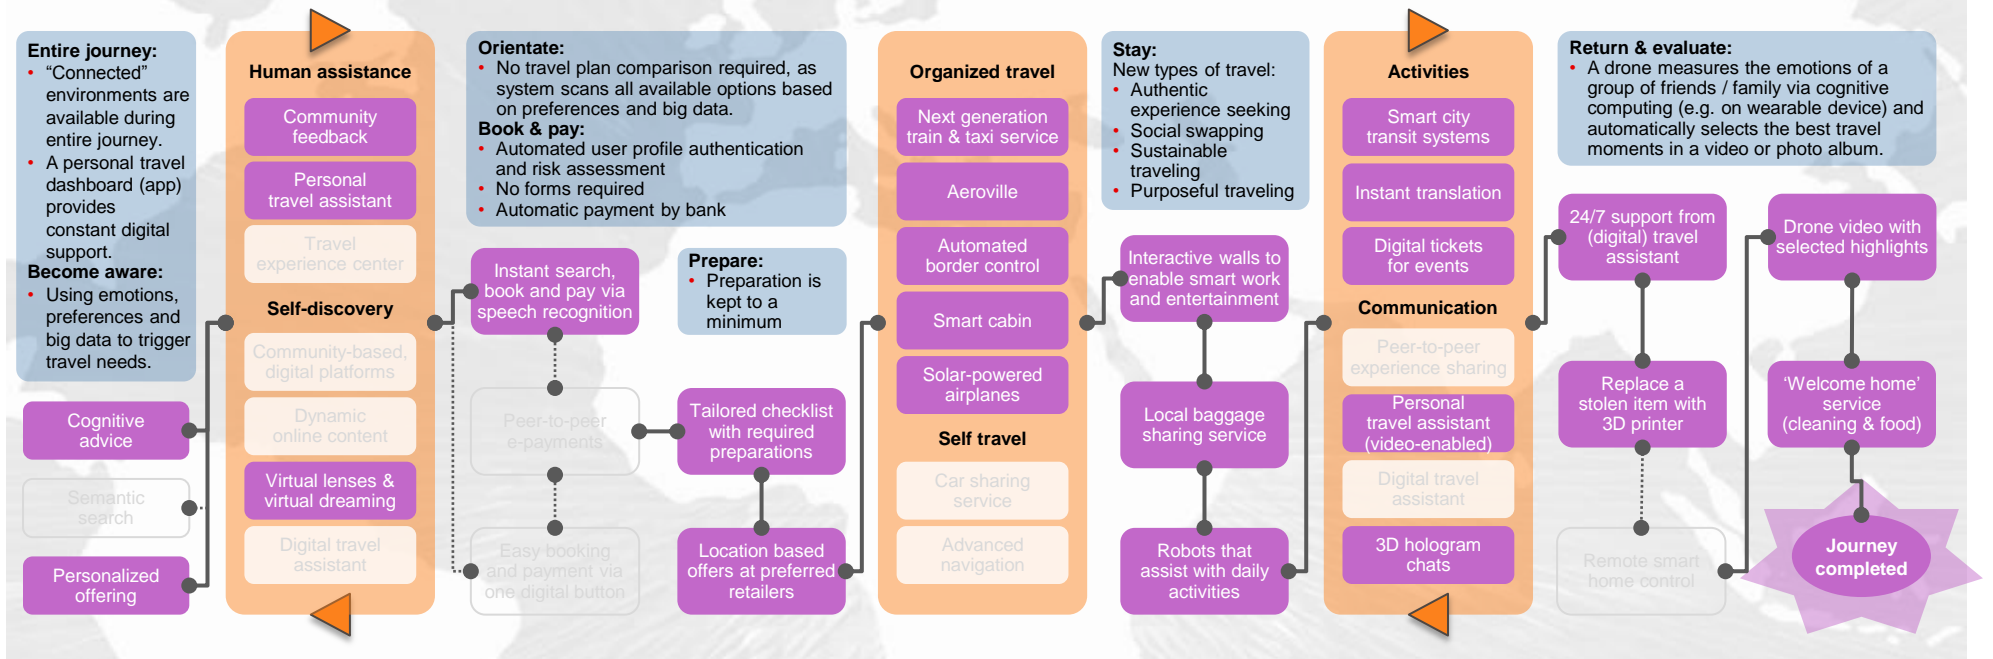 Entire journey:
• “Connected”
environments are
available during
entire journey.
• A personal travel
dashboard (app)
provides
constant digital
support.
Become aware:
• Using emotions,
preferences and
big data to trigger
travel needs.
Cognitive
advice
Semantic
search
Personalized
offering
Human assistance
Community
feedback
Personal
travel assistant
Travel
experience center
Self-discovery
Community-based,
digital platforms
Dynamic
online content
Virtual lenses &
virtual dreaming
Digital travel
assistant
Orientate:
• No travel plan comparison required, as
system scans all available options based
on preferences and big data.
Book & pay:
• Automated user profile authentication
and risk assessment
• No forms required
• Automatic payment by bank
Instant search,
book and pay via
speech recognition
Peer-to-peer
e-payments
Easy booking
and payment via
one digital button
Prepare:
• Preparation is
kept to a
minimum
Tailored checklist
with required
preparations
Location based
offers at preferred
retailers
Organized travel
Next generation
train & taxi service
Aeroville
Automated
border control
Smart cabin
Solar-powered
airplanes
Self travel
Car sharing
service
Advanced
navigation
Stay:
New types of travel:
• Authentic
experience seeking
• Social swapping
• Sustainable
traveling
• Purposeful traveling
Interactive walls to
enable smart work
and entertainment
Local baggage
sharing service
Robots that
assist with daily
activities
Activities
Smart city
transit systems
Instant translation
Digital tickets
for events
Communication
Peer-to-peer
experience sharing
Personal
travel assistant
(video-enabled)
Digital travel
assistant
3D hologram
chats
Return & evaluate:
• A drone measures the emotions of a
group of friends / family via cognitive
computing (e.g. on wearable device) and
automatically selects the best travel
moments in a video or photo album.
24/7 support from
(digital) travel
assistant
Replace a
stolen item with
3D printer
Remote smart
home control
Drone video with
selected highlights
‘Welcome home’
service
(cleaning & food)
Journey
completed